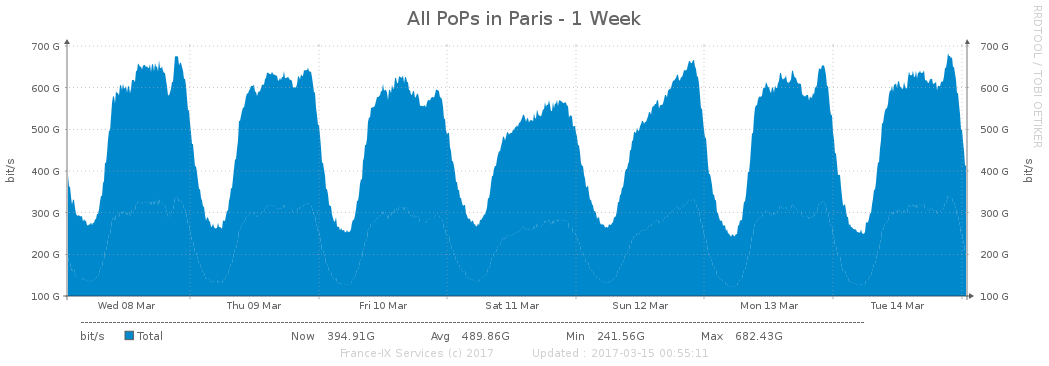 All PoPs in Paris - 1 Week
RRDTOOL / TOBI OETIKER
bit/s
700 G
600 G
500 G
400 G
300 G
200 G
100 G
700 G
600 G
500 G
400 G
300 G
200 G
100 G
bit/s
Wed 08 Mar Thu 09 Mar Fri 10 Mar Sat 11 Mar Sun 12 Mar Mon 13 Mar Tue 14 Mar
bit/s Total Now 394.91G Avg 489.86G Min 241.56G Max 682.43G
France-IX Services (c) 2017 Updated : 2017-03-15 00:55:11